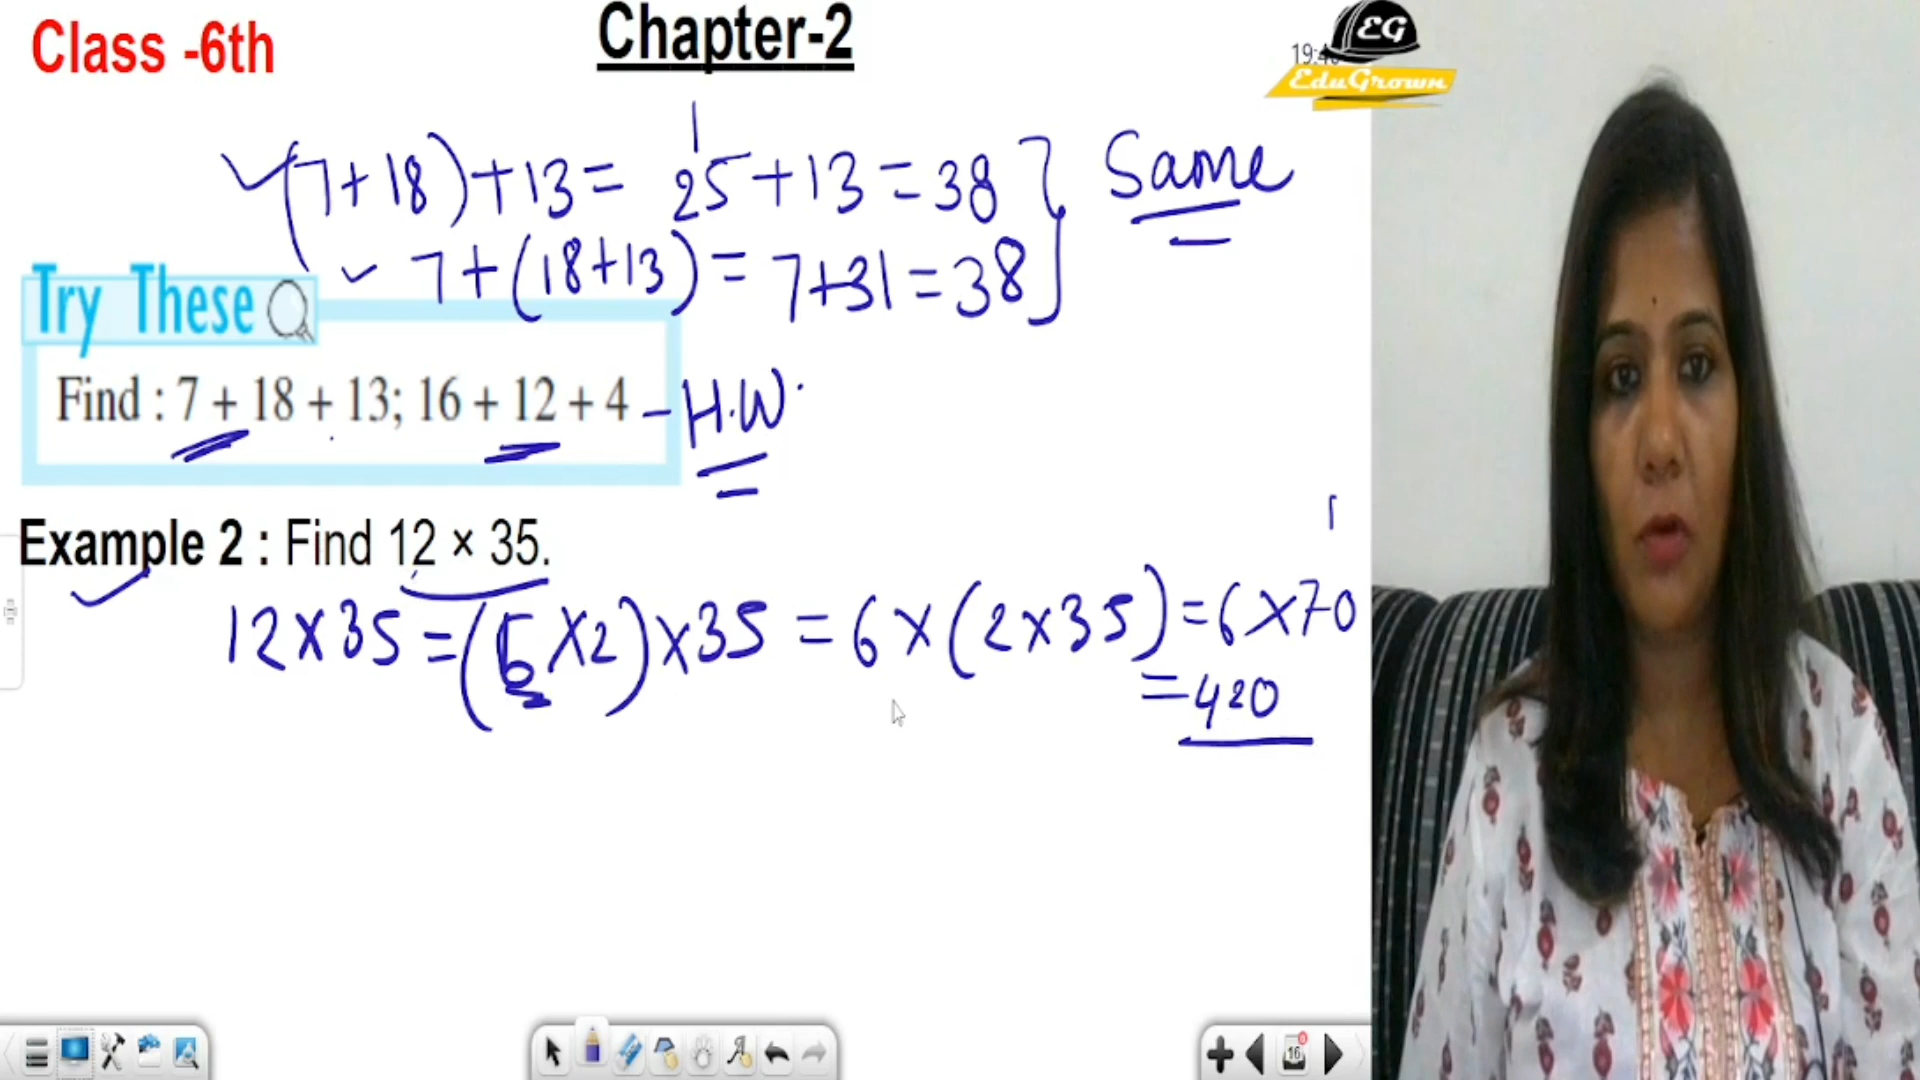 Class -6th
Chapter-2
EG
EduGrown
(7+18)+13= 25+13=38 } Same
7+(18+13)= 7+31=38
Try These
Find : 7 + 18 + 13; 16 + 12 + 4 - H.W.
Example 2 : Find 12 × 35.
12×35=(6×2)×35 = 6×(2×35)=6×70
=420
16